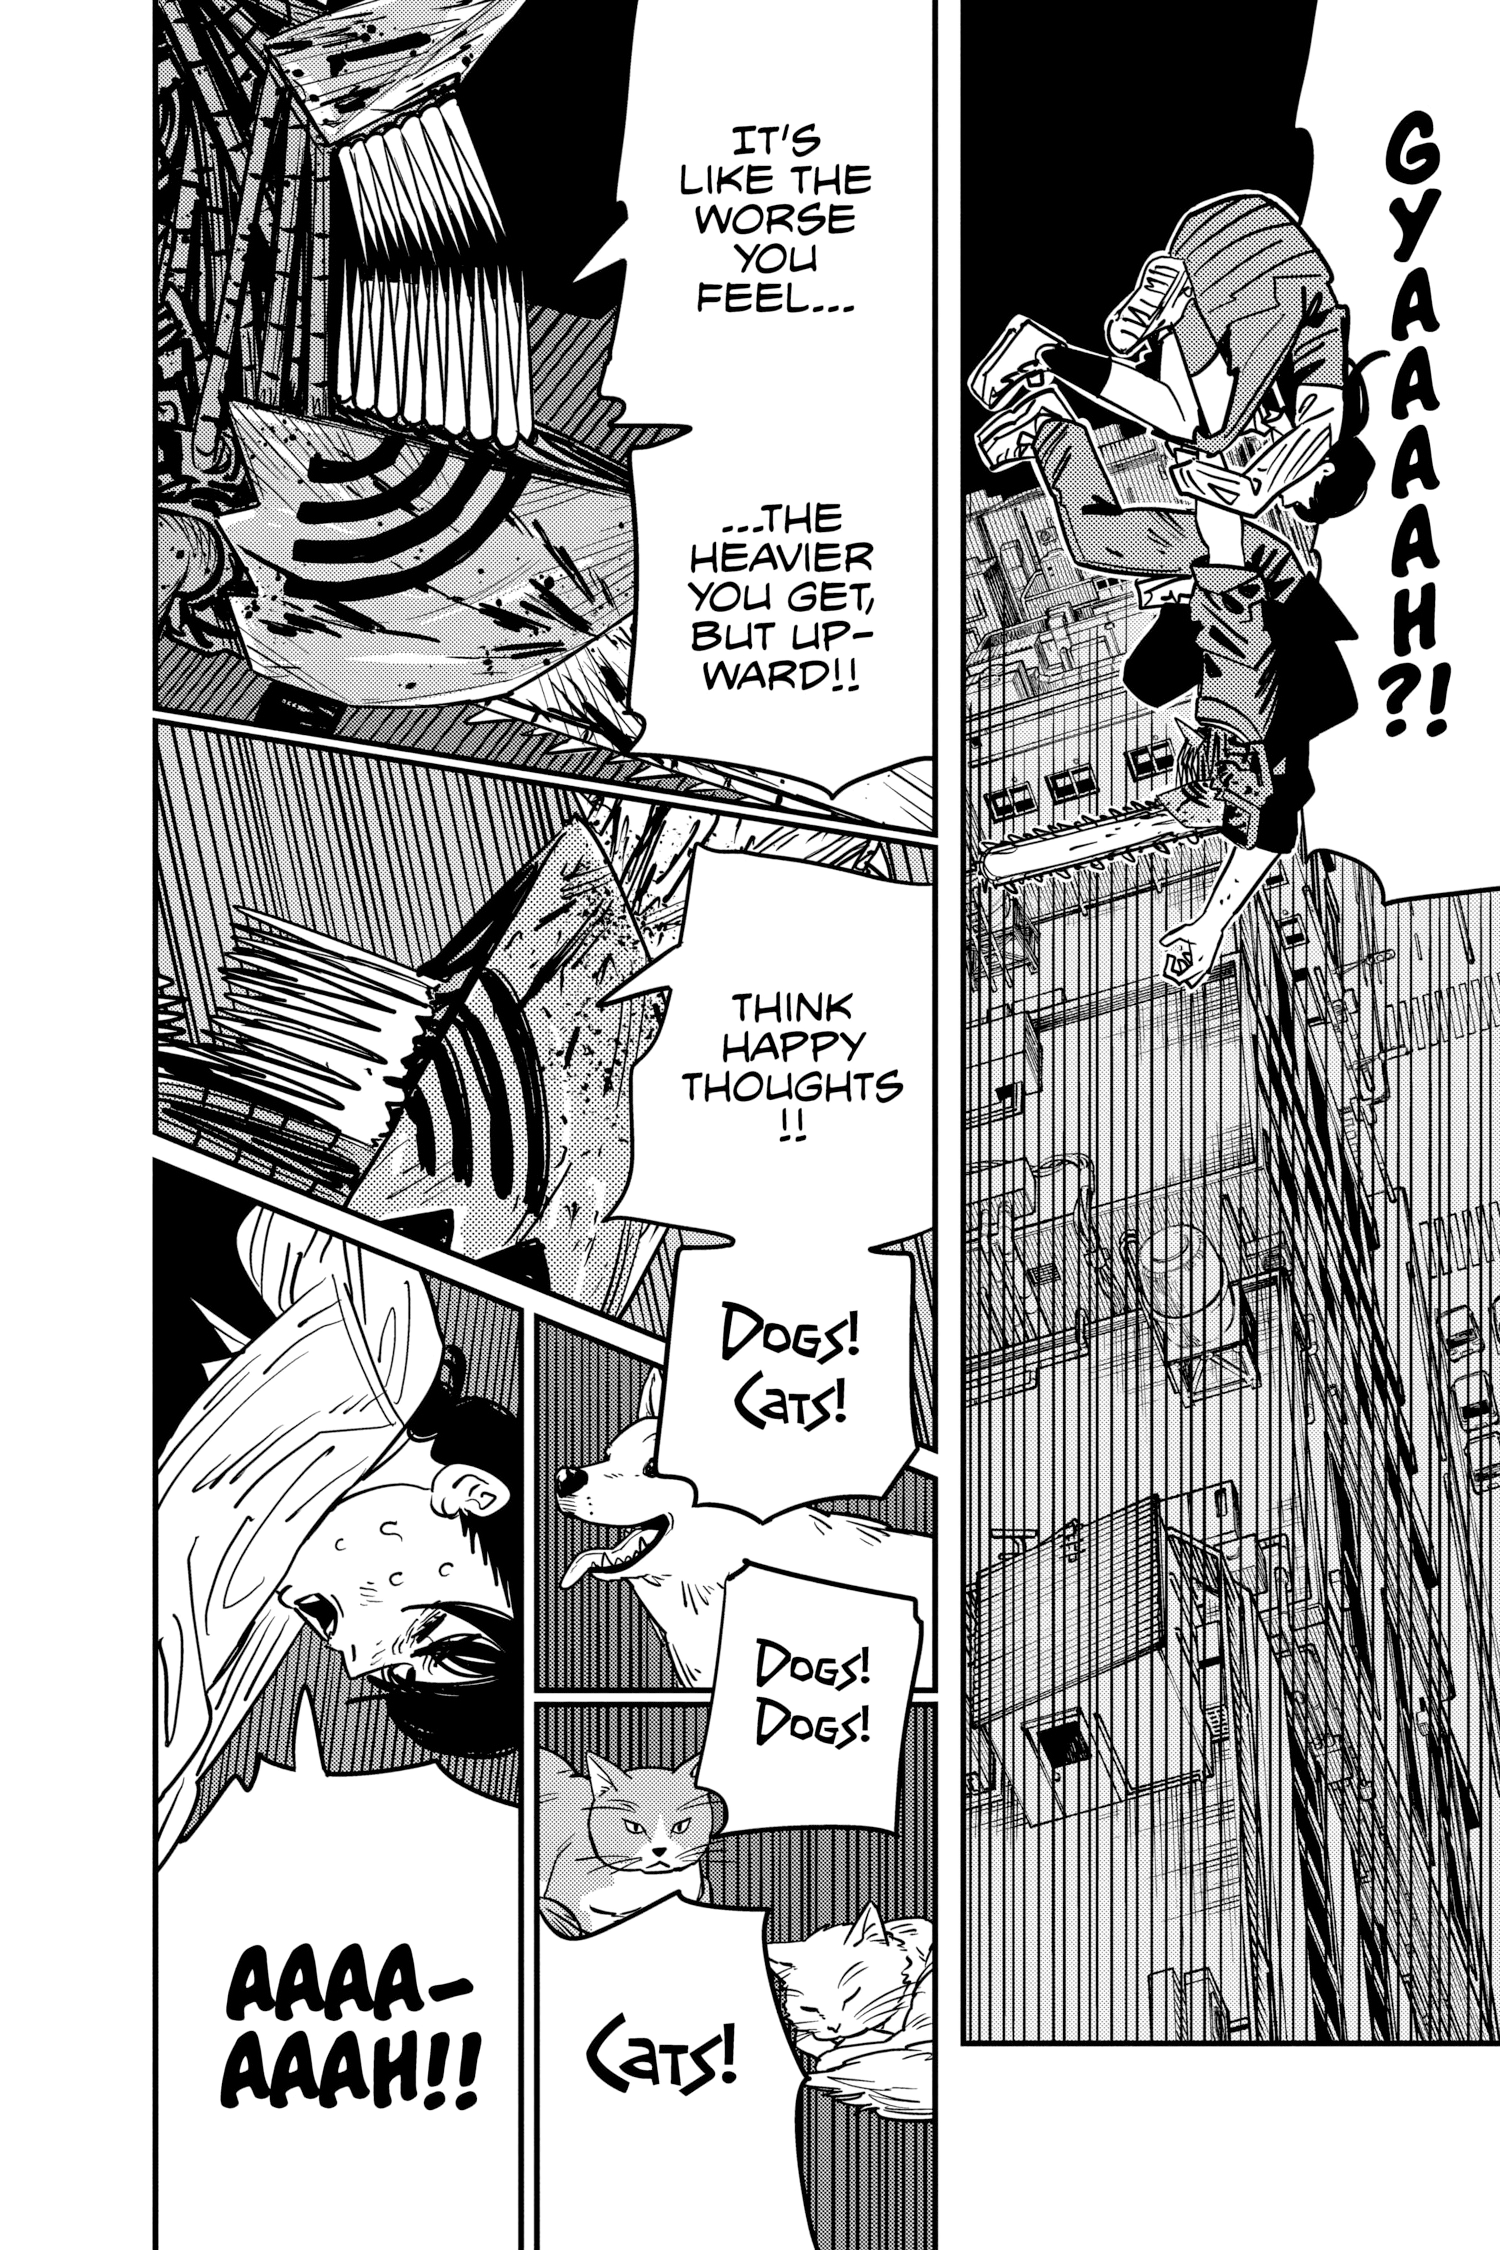 GYAAAAAH?!
IT'S
LIKE THE
WORSE
YOU
FEEL...
...THE
HEAVIER
YOU GET,
BUT UP-
WARD!!
THINK
HAPPY
THOUGHTS
!!
DOGS!
CATS!
DOGS!
DOGS!
CATS!
AAAA-
AAAH!!